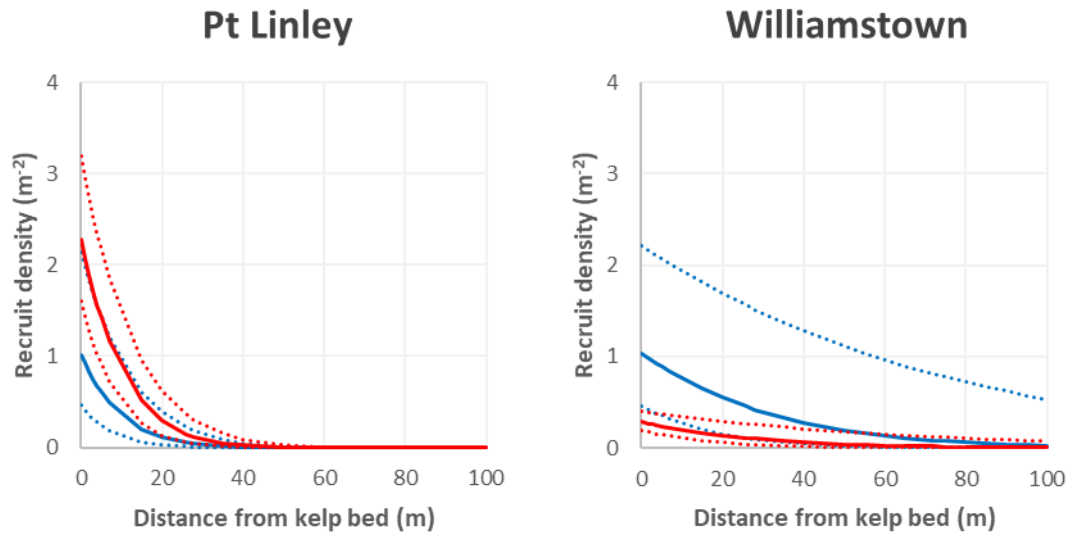 Pt Linley
4
3
2
1
0
0 20 40 60 80 100
Recruit density (m⁻²)
Distance from kelp bed (m)
Williamstown
4
3
2
1
0
0 20 40 60 80 100
Recruit density (m⁻²)
Distance from kelp bed (m)